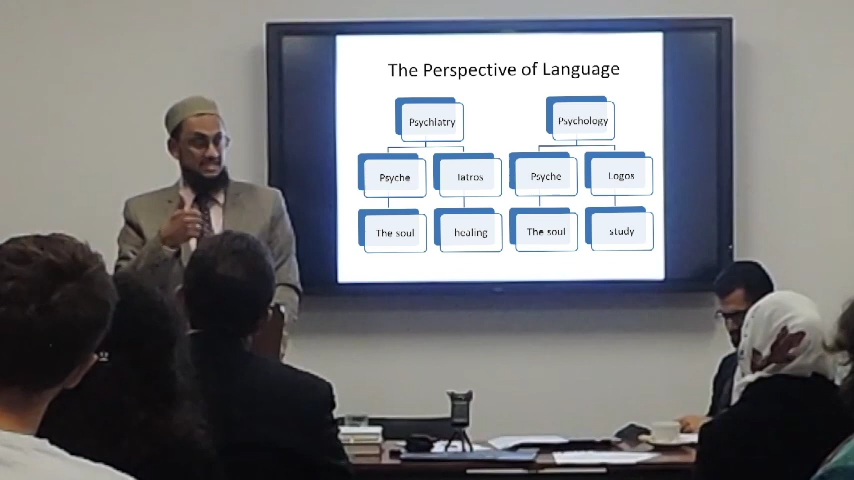 The Perspective of Language
Psychiatry
Psychology
Psyche
Iatros
Psyche
Logos
The soul
healing
The soul
study